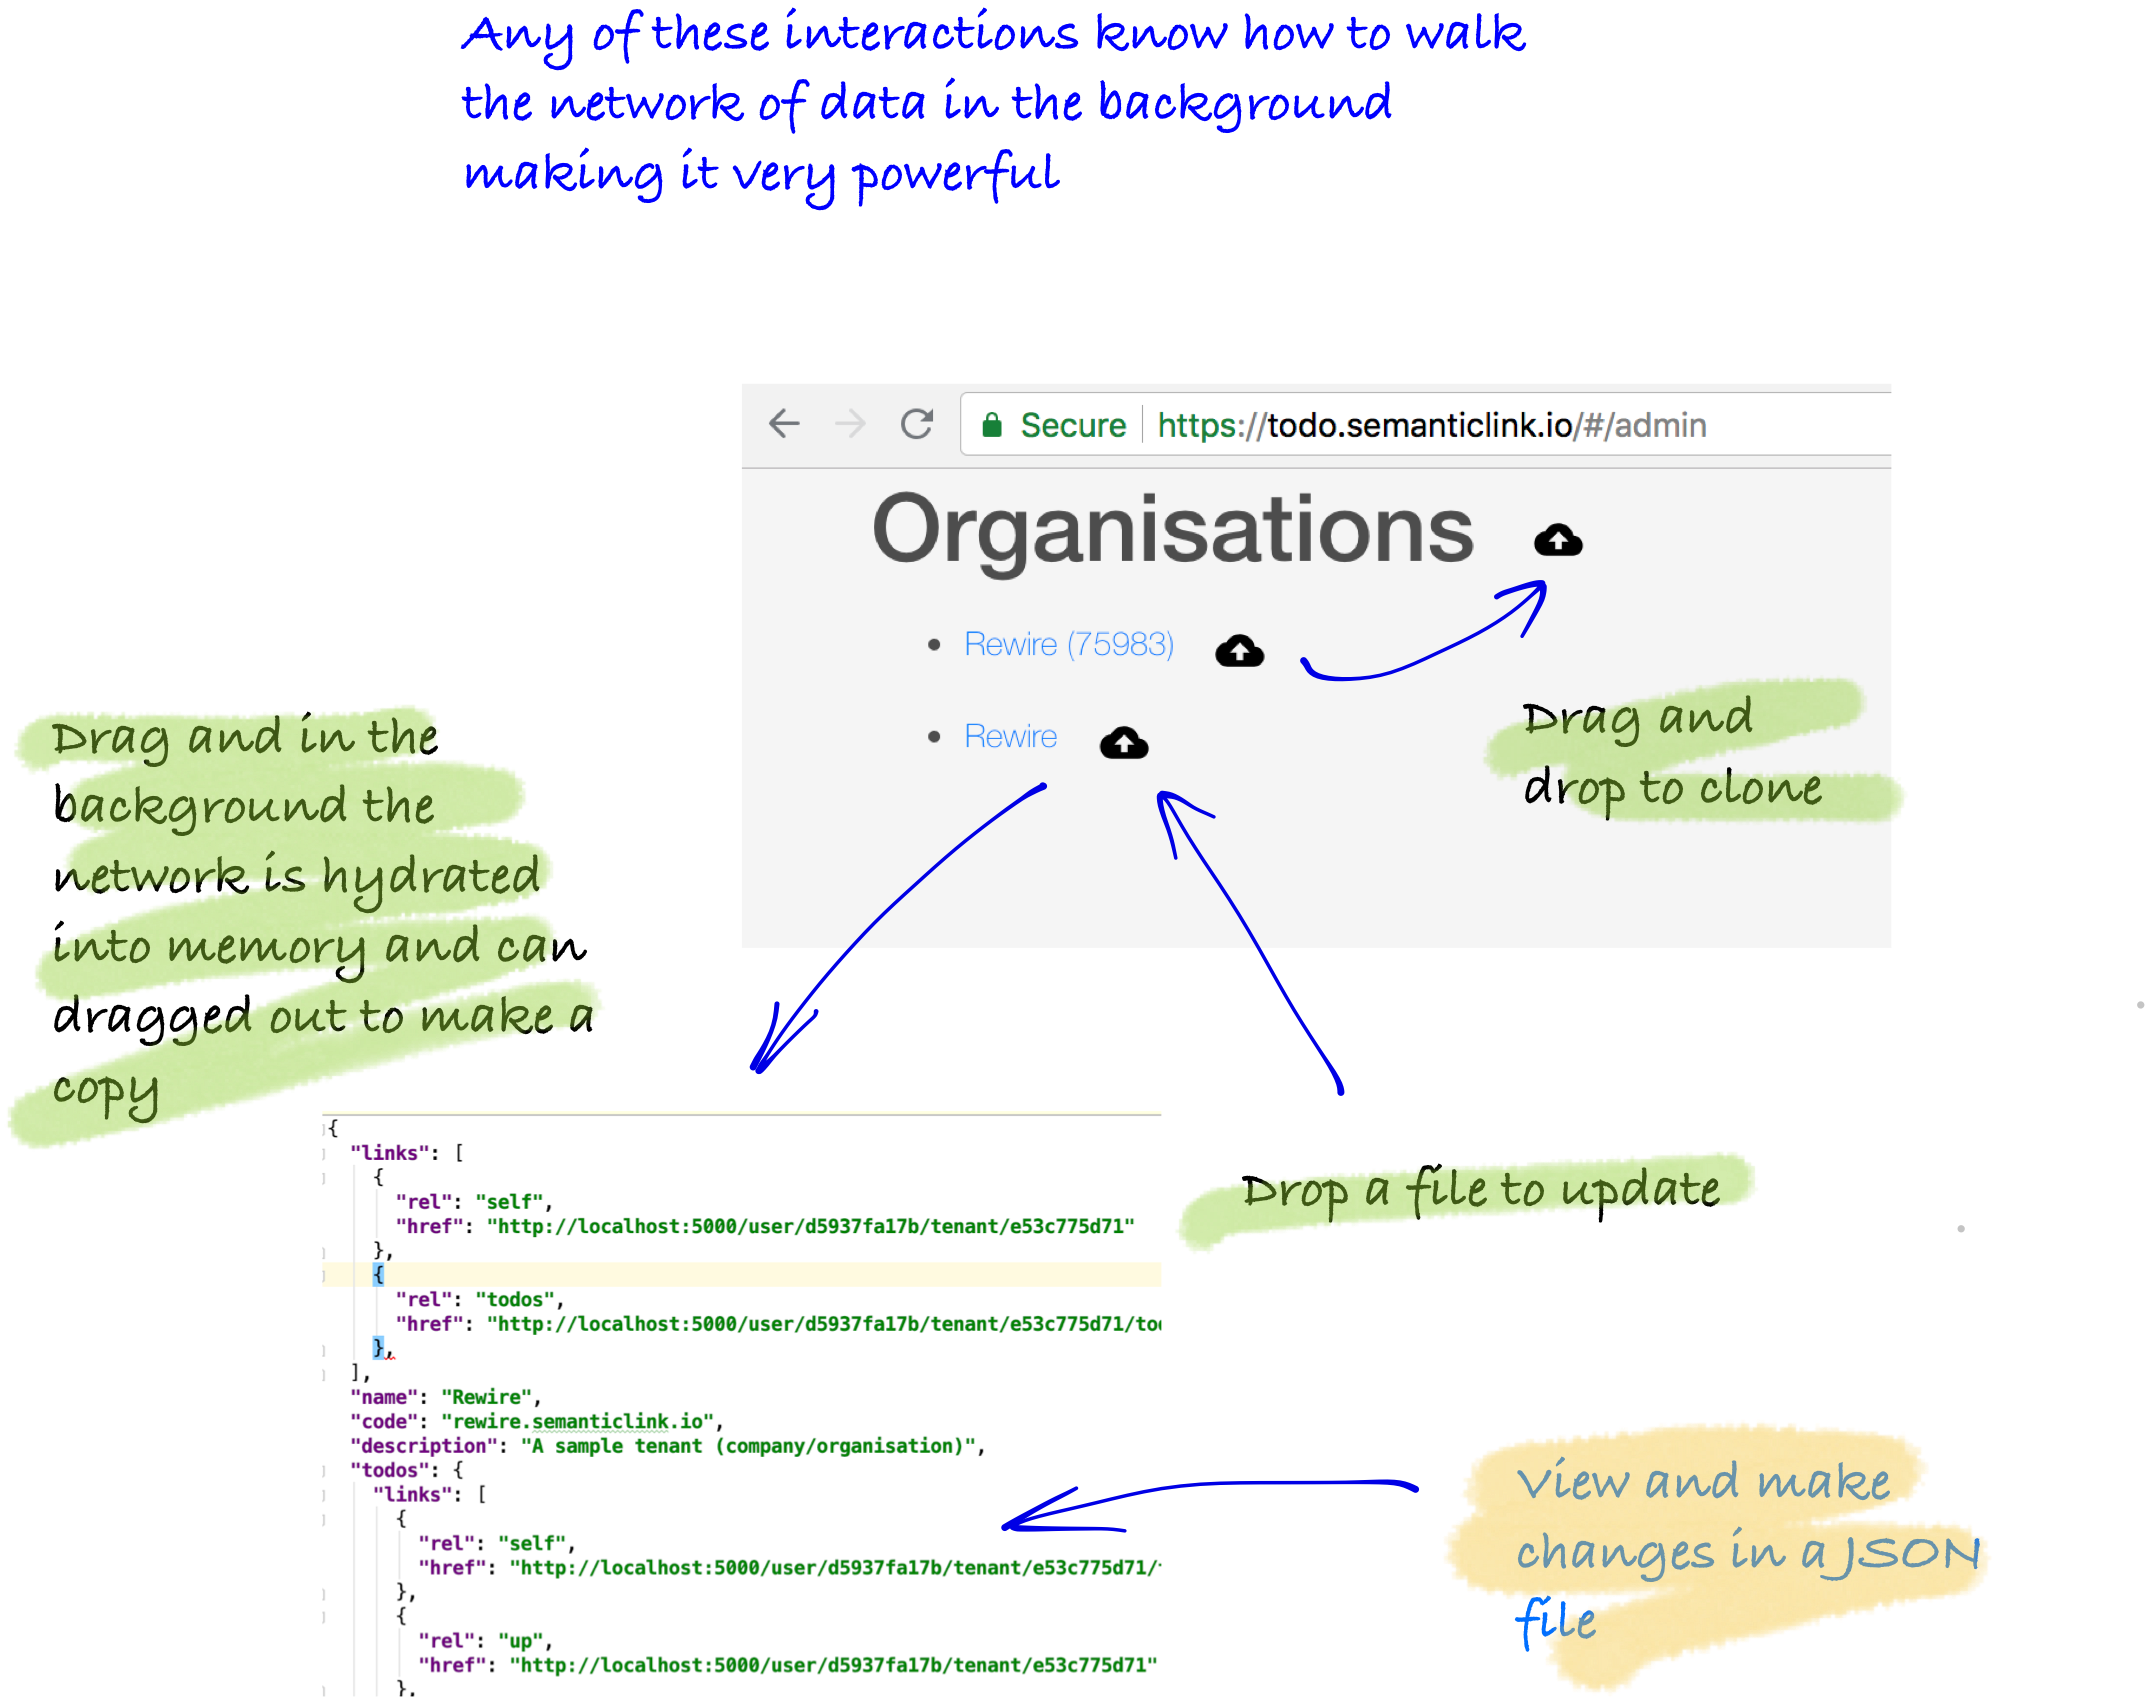 Any of these interactions know how to walk
the network of data in the background
making it very powerful
Secure https://todo.semanticlink.io/#/admin
Organisations
Rewire (75983)
Rewire
Drag and
drop to clone
Drag and in the
background the
network is hydrated
into memory and can
dragged out to make a
copy
{
"links": [
{
"rel": "self",
"href": "http://localhost:5000/user/d5937fa17b/tenant/e53c775d71"
},
{
"rel": "todos",
"href": "http://localhost:5000/user/d5937fa17b/tenant/e53c775d71/to
},
],
"name": "Rewire",
"code": "rewire.semanticlink.io",
"description": "A sample tenant (company/organisation)",
"todos": {
"links": [
{
"rel": "self",
"href": "http://localhost:5000/user/d5937fa17b/tenant/e53c775d71/
},
{
"rel": "up",
"href": "http://localhost:5000/user/d5937fa17b/tenant/e53c775d71"
},
Drop a file to update
View and make
changes in a JSON
file